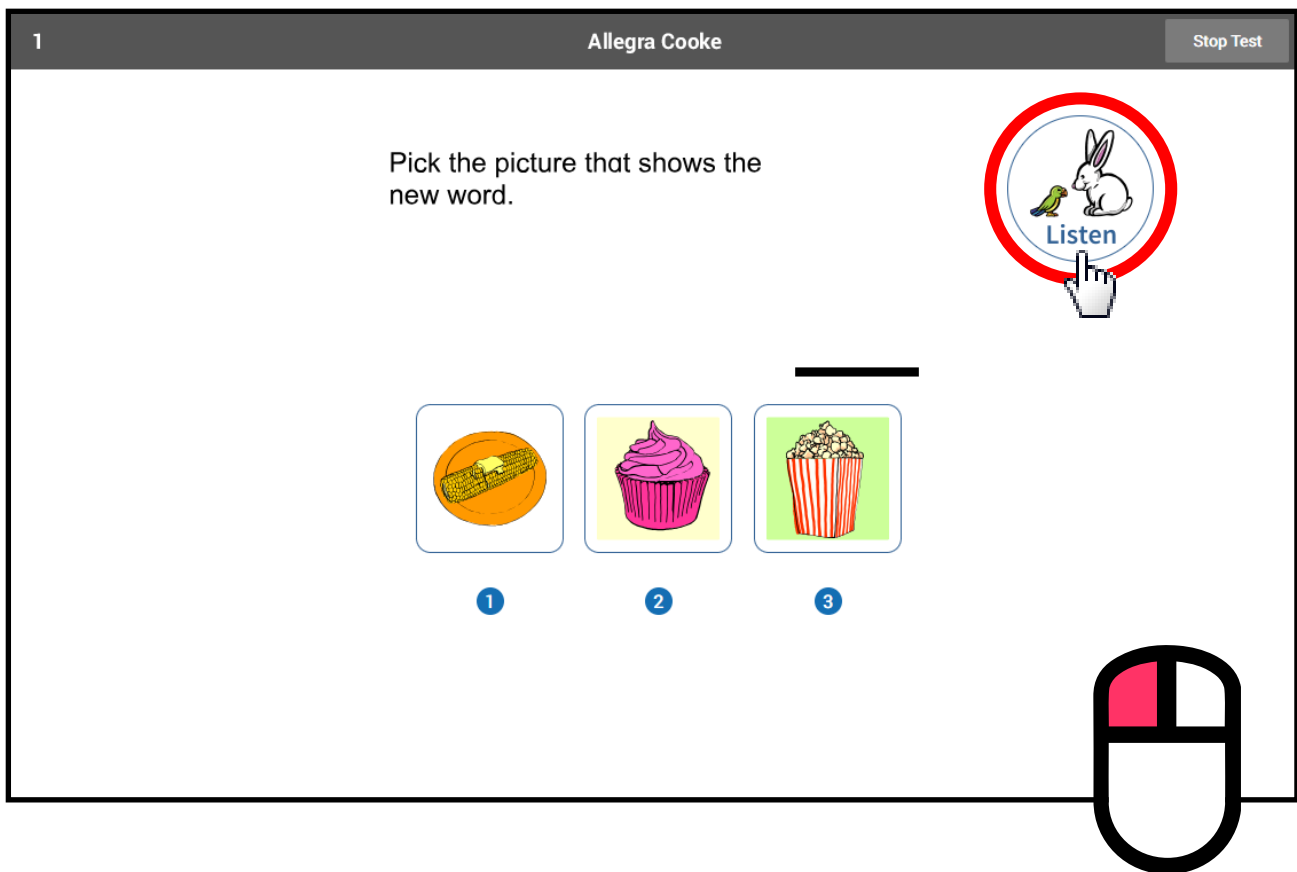 1
Allegra Cooke
Stop Test
Pick the picture that shows the
new word.
Listen
1
2
3